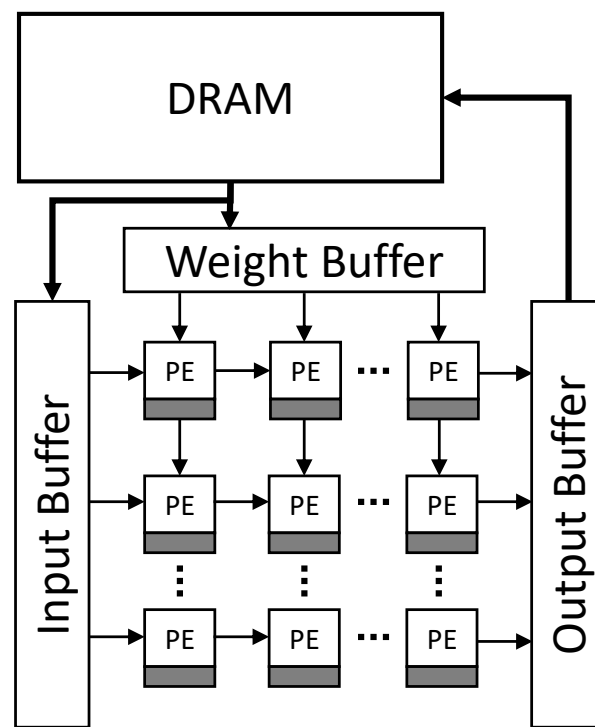 DRAM
Weight Buffer
Input Buffer
PE PE ... PE
PE PE ... PE
... ... ...
PE PE ... PE
Output Buffer